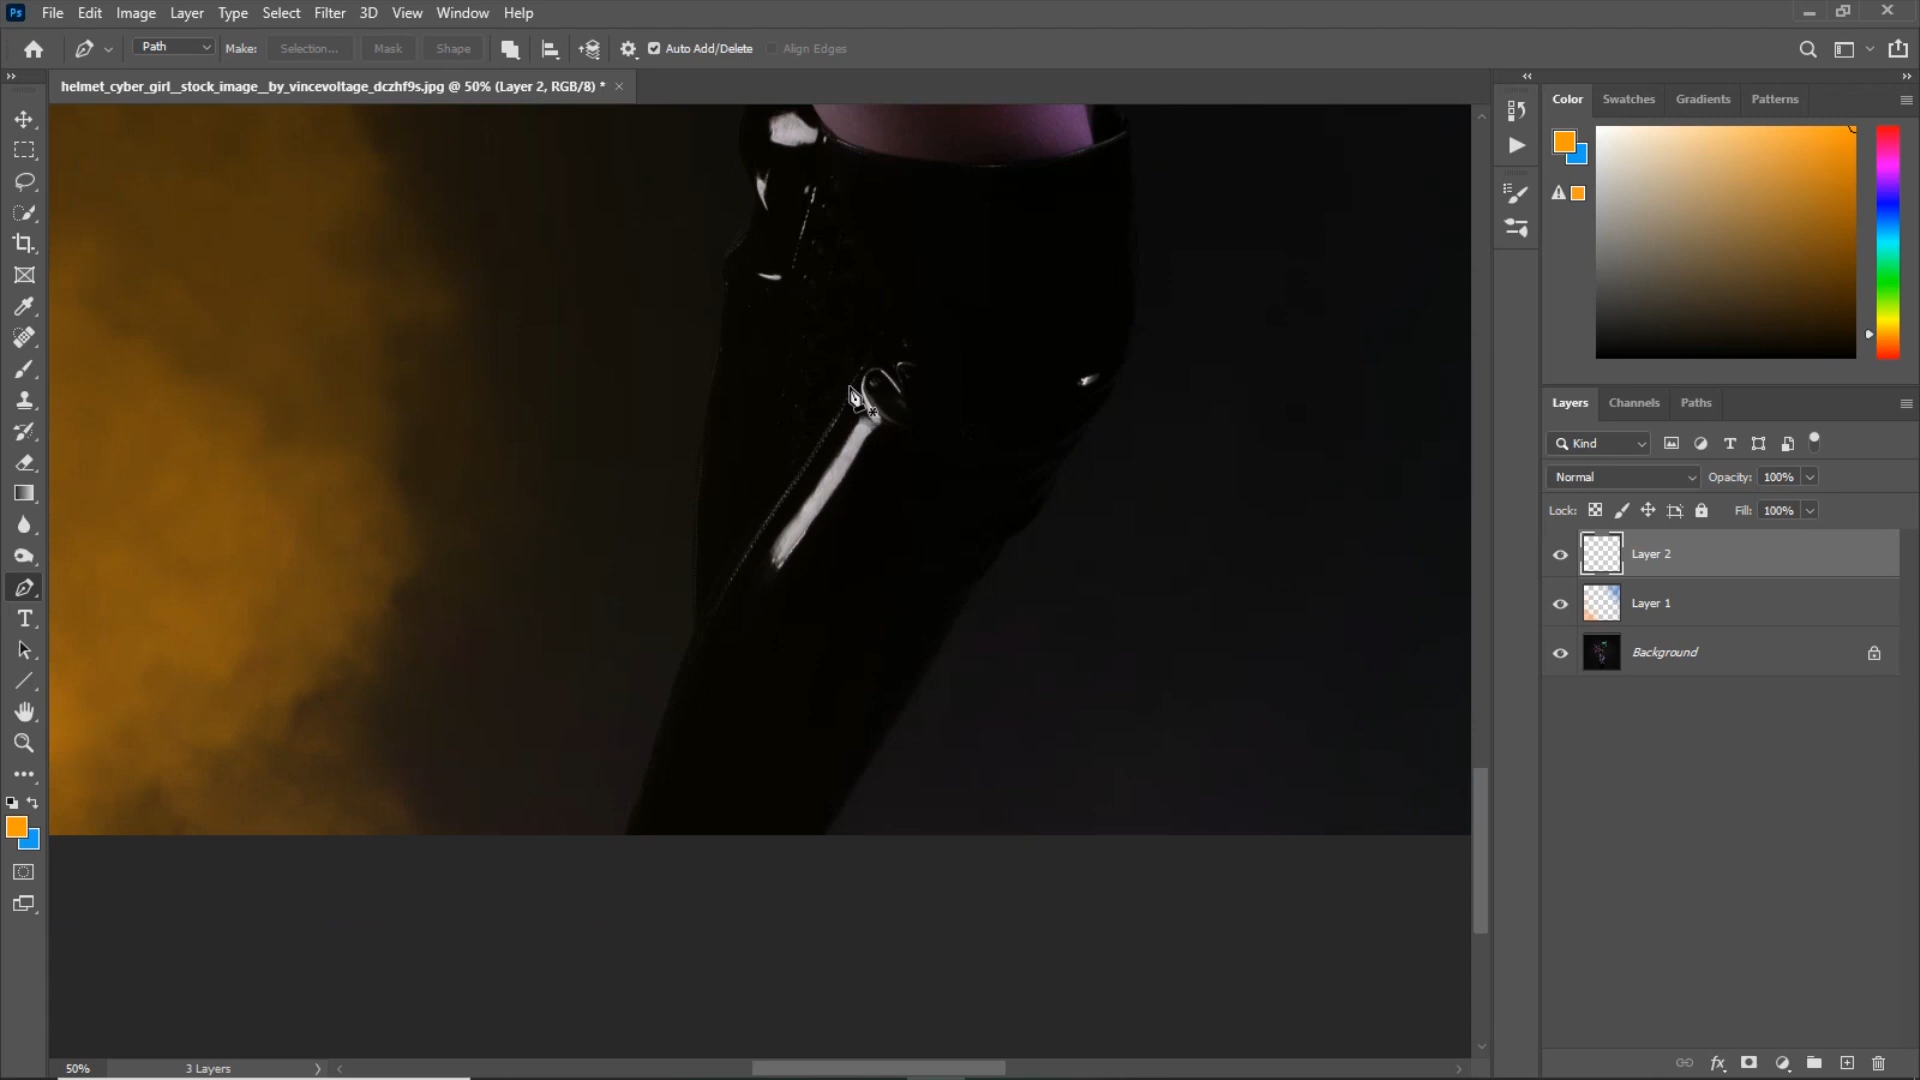 Ps File Edit Image Layer Type Select Filter 3D View Window Help
Path Make: Selection... Mask Shape Auto Add/Delete Align Edges
helmet_cyber_girl__stock_image__by_vincevoltage_dczhf9s.jpg @ 50% (Layer 2, RGB/8) *
Color Swatches Gradients Patterns
Layers Channels Paths
Kind
Normal Opacity: 100%
Lock: Fill: 100%
Layer 2
Layer 1
Background
50% 3 Layers
fx